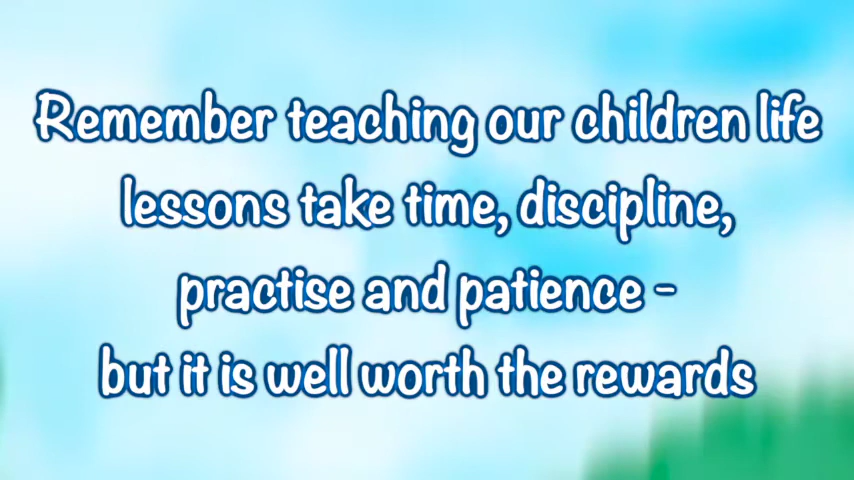 Remember teaching our children life
lessons take time, discipline,
practise and patience -
but it is well worth the rewards